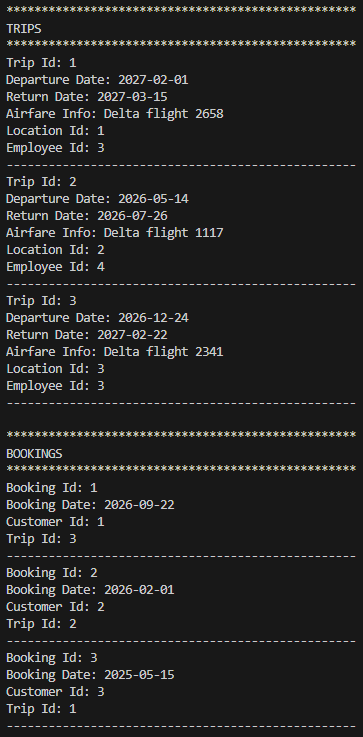 **************************************************
TRIPS
**************************************************
Trip Id: 1
Departure Date: 2027-02-01
Return Date: 2027-03-15
Airfare Info: Delta flight 2658
Location Id: 1
Employee Id: 3
--------------------------------------------------
Trip Id: 2
Departure Date: 2026-05-14
Return Date: 2026-07-26
Airfare Info: Delta flight 1117
Location Id: 2
Employee Id: 4
--------------------------------------------------
Trip Id: 3
Departure Date: 2026-12-24
Return Date: 2027-02-22
Airfare Info: Delta flight 2341
Location Id: 3
Employee Id: 3
--------------------------------------------------
**************************************************
BOOKINGS
**************************************************
Booking Id: 1
Booking Date: 2026-09-22
Customer Id: 1
Trip Id: 3
--------------------------------------------------
Booking Id: 2
Booking Date: 2026-02-01
Customer Id: 2
Trip Id: 2
--------------------------------------------------
Booking Id: 3
Booking Date: 2025-05-15
Customer Id: 3
Trip Id: 1
--------------------------------------------------